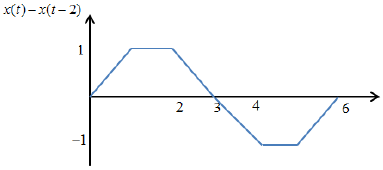 x(t) – x(t – 2)
1
2 3 4 6
–1